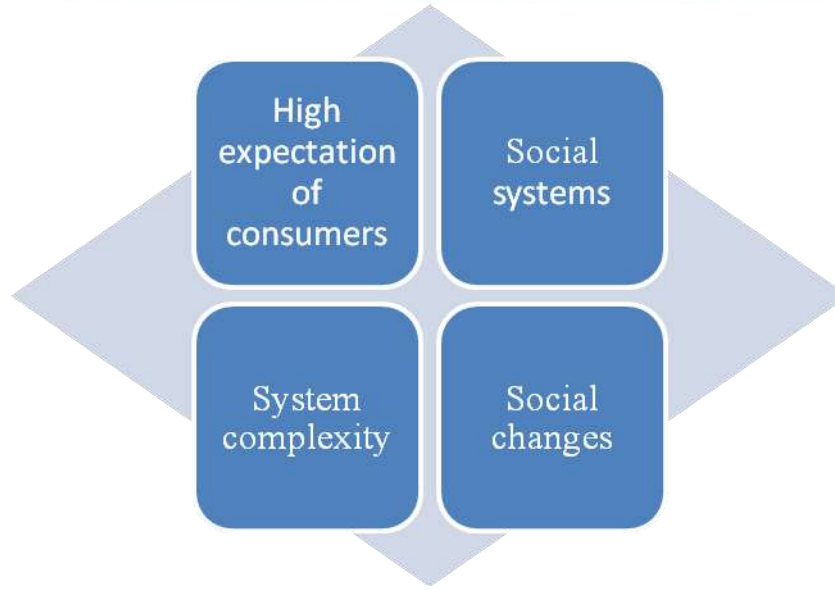 High
expectation
of
consumers
Social
systems
System
complexity
Social
changes